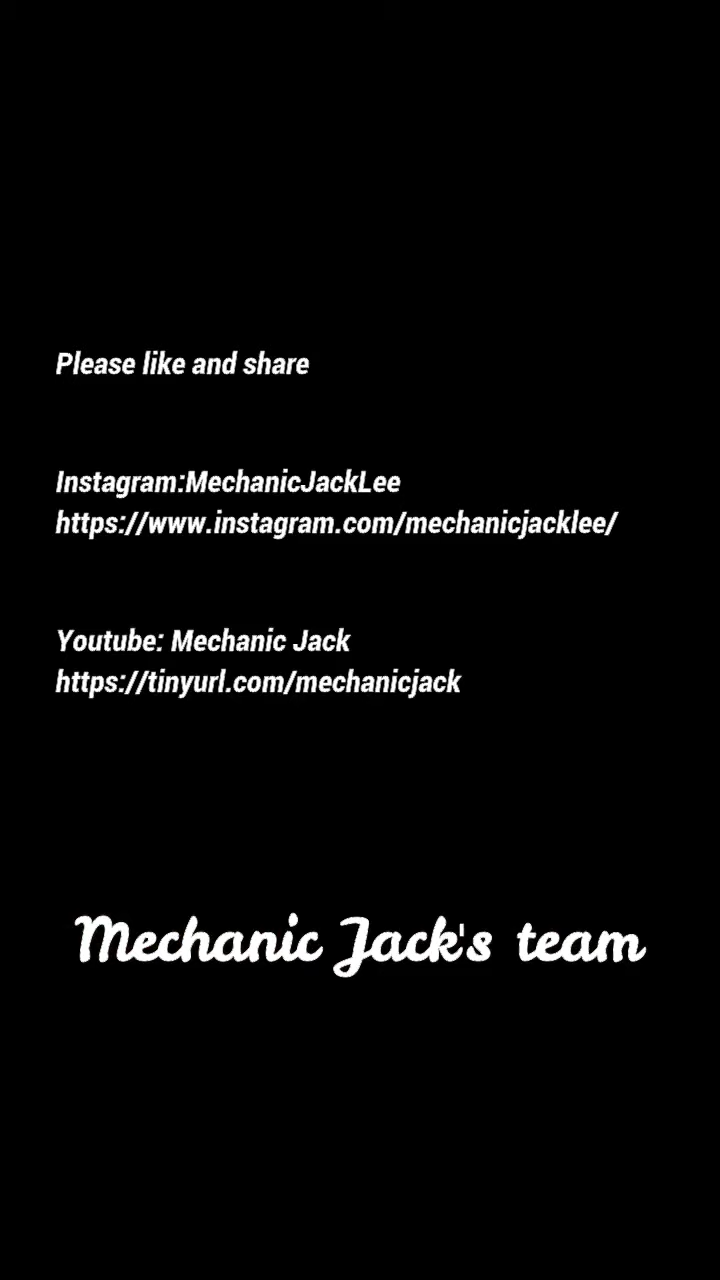 Please like and share
Instagram:MechanicJackLee
https://www.instagram.com/mechanicjacklee/
Youtube: Mechanic Jack
https://tinyurl.com/mechanicjack
Mechanic Jack's team